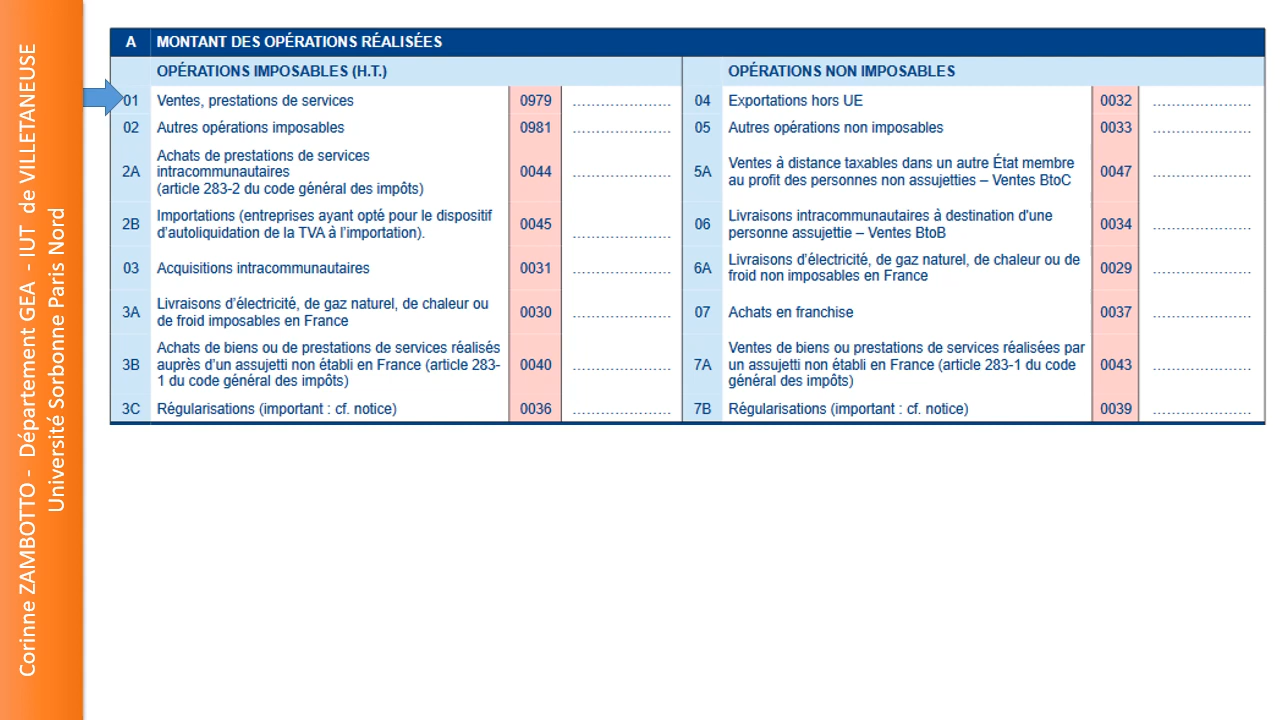 Corinne ZAMBOTTO - Département GEA - IUT de VILLETANEUSE
Université Sorbonne Paris Nord
A MONTANT DES OPÉRATIONS RÉALISÉES
OPÉRATIONS IMPOSABLES (H.T.)
01 Ventes, prestations de services 0979 .....................
02 Autres opérations imposables 0981 .....................
2A Achats de prestations de services
intracommunautaires
(article 283-2 du code général des impôts) 0044 .....................
2B Importations (entreprises ayant opté pour le dispositif
d'autoliquidation de la TVA à l'importation). 0045 .....................
03 Acquisitions intracommunautaires 0031 .....................
3A Livraisons d'électricité, de gaz naturel, de chaleur ou
de froid imposables en France 0030 .....................
3B Achats de biens ou de prestations de services réalisés
auprès d'un assujetti non établi en France (article 283-
1 du code général des impôts) 0040 .....................
3C Régularisations (important : cf. notice) 0036 .....................
OPÉRATIONS NON IMPOSABLES
04 Exportations hors UE 0032 .....................
05 Autres opérations non imposables 0033 .....................
5A Ventes à distance taxables dans un autre État membre
au profit des personnes non assujetties – Ventes BtoC 0047 .....................
06 Livraisons intracommunautaires à destination d'une
personne assujettie – Ventes BtoB 0034 .....................
6A Livraisons d'électricité, de gaz naturel, de chaleur ou de
froid non imposables en France 0029 .....................
07 Achats en franchise 0037 .....................
7A Ventes de biens ou prestations de services réalisées par
un assujetti non établi en France (article 283-1 du code
général des impôts) 0043 .....................
7B Régularisations (important : cf. notice) 0039 .....................